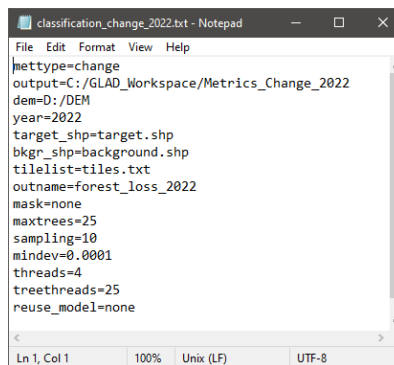 classification_change_2022.txt - Notepad
File Edit Format View Help
mettype=change
output=C:/GLAD_Workspace/Metrics_Change_2022
dem=D:/DEM
year=2022
target_shp=target.shp
bkgr_shp=background.shp
tilelist=tiles.txt
outname=forest_loss_2022
mask=none
maxtrees=25
sampling=10
mindev=0.0001
threads=4
treethreads=25
reuse_model=none
Ln 1, Col 1 100% Unix (LF) UTF-8